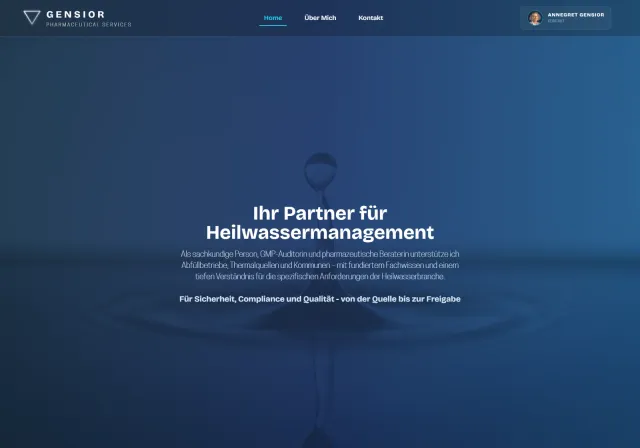 GENSIOR
PHARMACEUTICAL SERVICES
Home
Über Mich
Kontakt
ANNEGRET GENSIOR
Ihr Partner für
Heilwassermanagement
Als sachkundige Person, GMP-Auditorin und pharmazeutische Beraterin unterstütze ich
Abfüllbetriebe, Thermalquellen und Kommunen – mit fundiertem Fachwissen und einem
tiefen Verständnis für die spezifischen Anforderungen der Heilwasserbranche.
Für Sicherheit, Compliance und Qualität - von der Quelle bis zur Freigabe